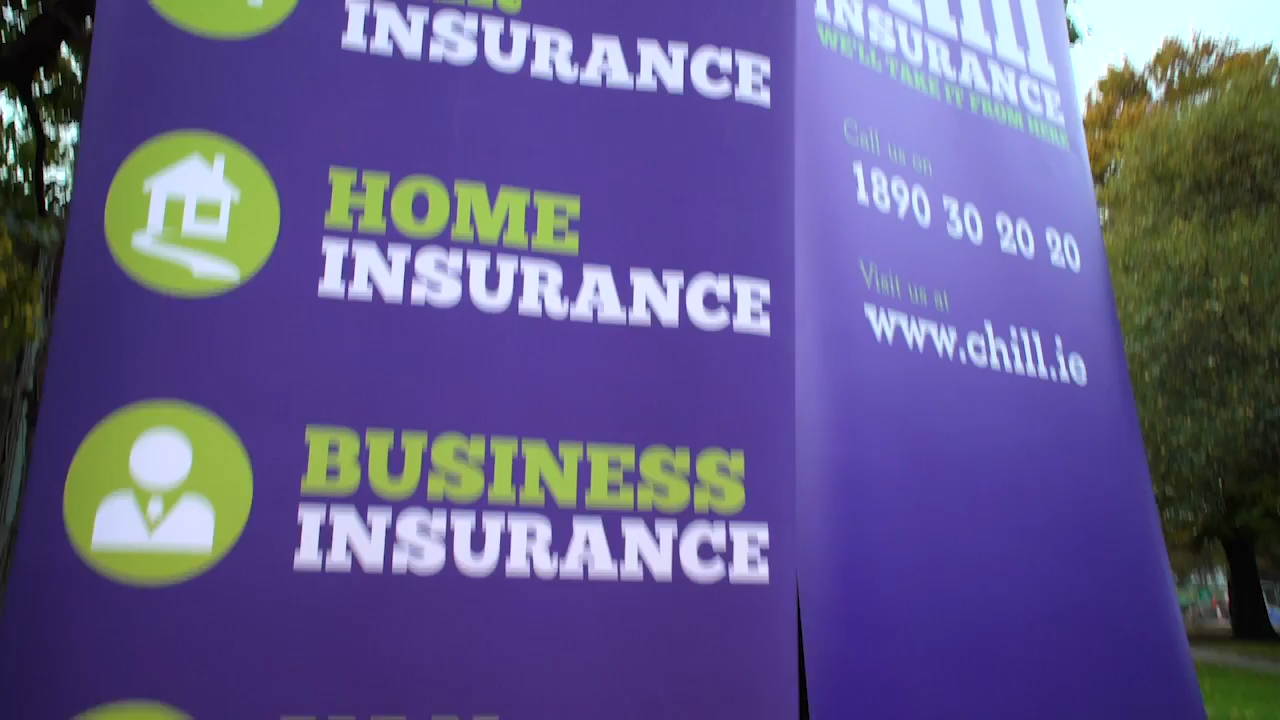 INSURANCE
HOME
INSURANCE
BUSINESS
INSURANCE
chill
INSURANCE
WE'LL TAKE IT FROM HERE
Call us on
1890 30 20 20
Visit us at
www.chill.ie